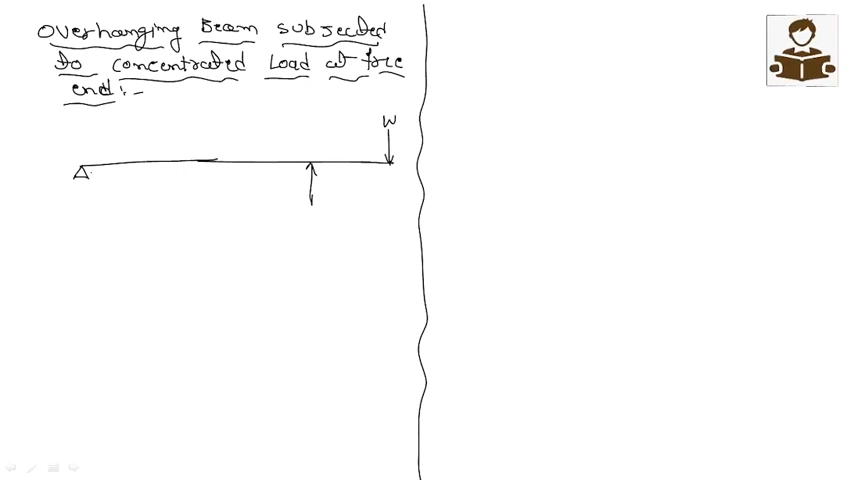 Overhanging Beam subjected
to concentrated Load at free
end:-
W